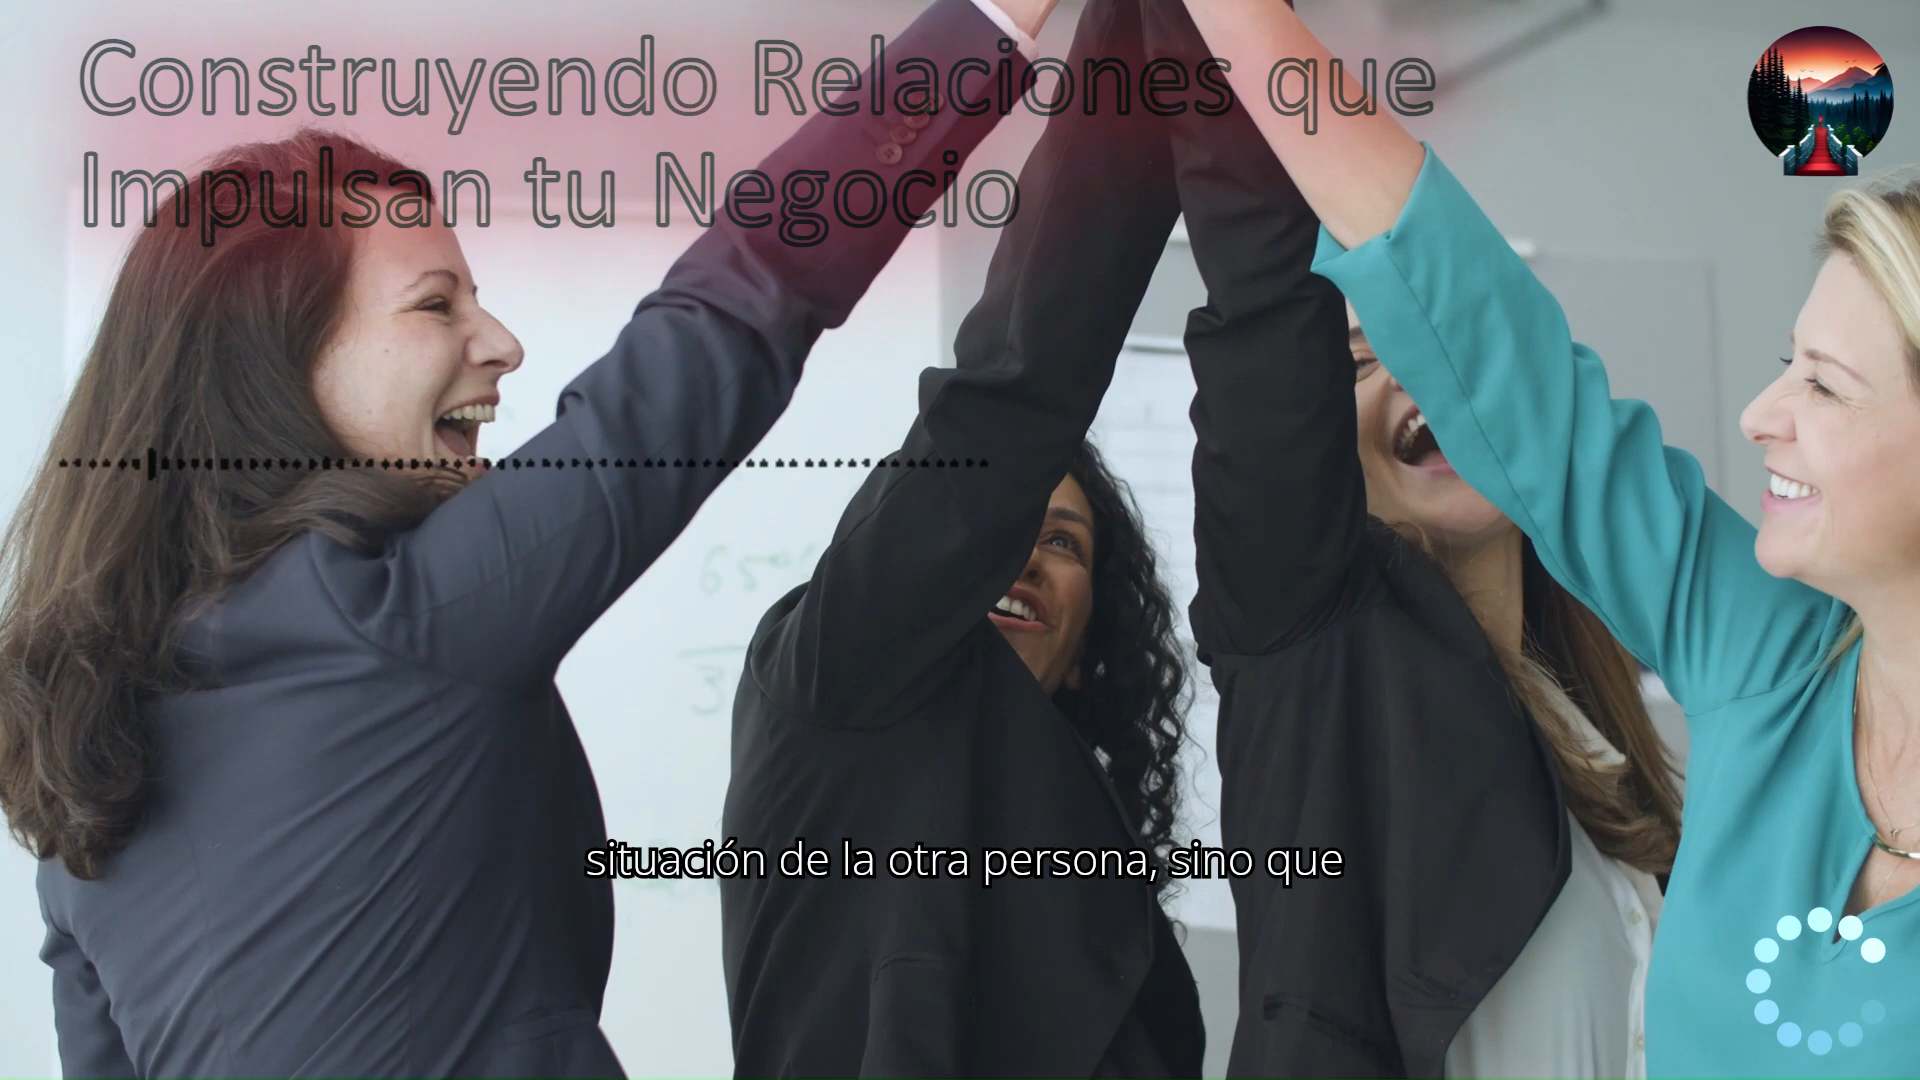 Construyendo Relaciones que
Impulsan tu Negocio
situación de la otra persona, sino que